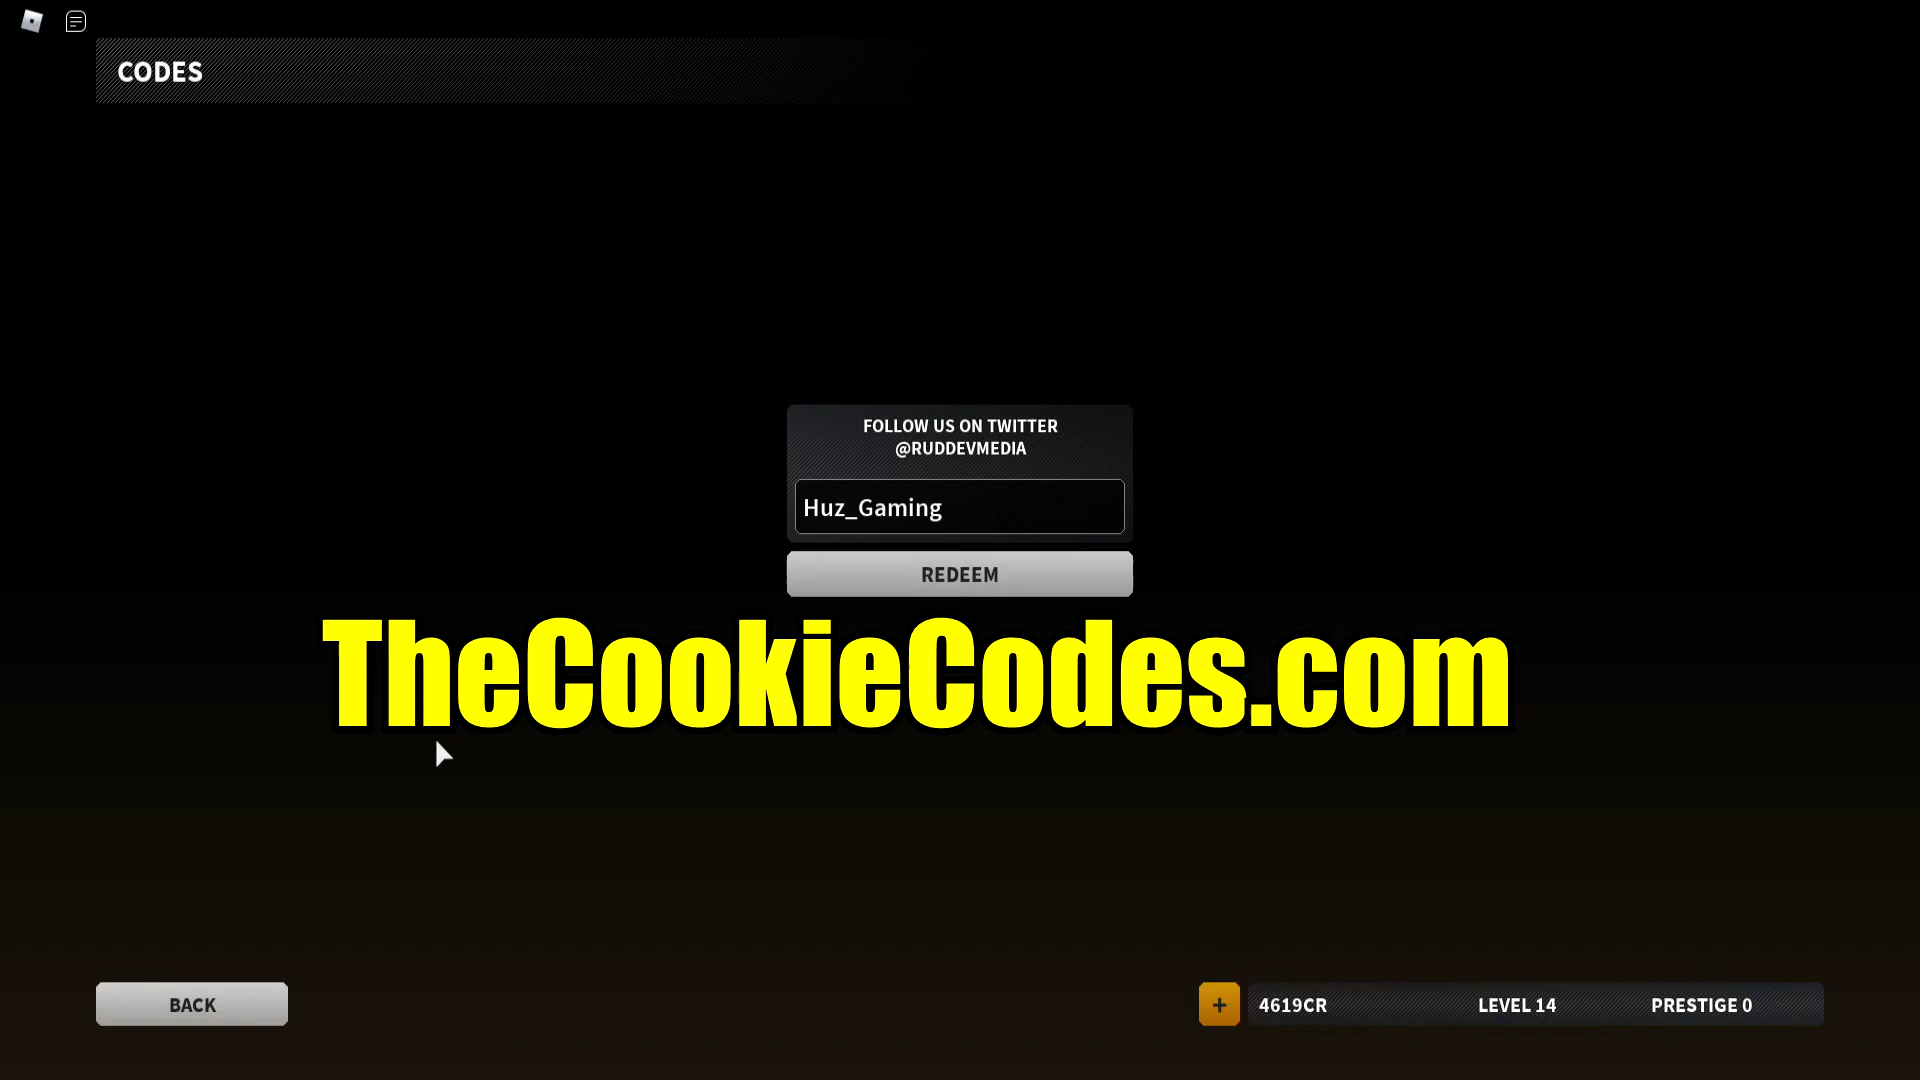 CODES
FOLLOW US ON TWITTER
@RUDDEVMEDIA
Huz_Gaming
REDEEM
TheCookieCodes.com
BACK
+ 4619CR LEVEL 14 PRESTIGE 0